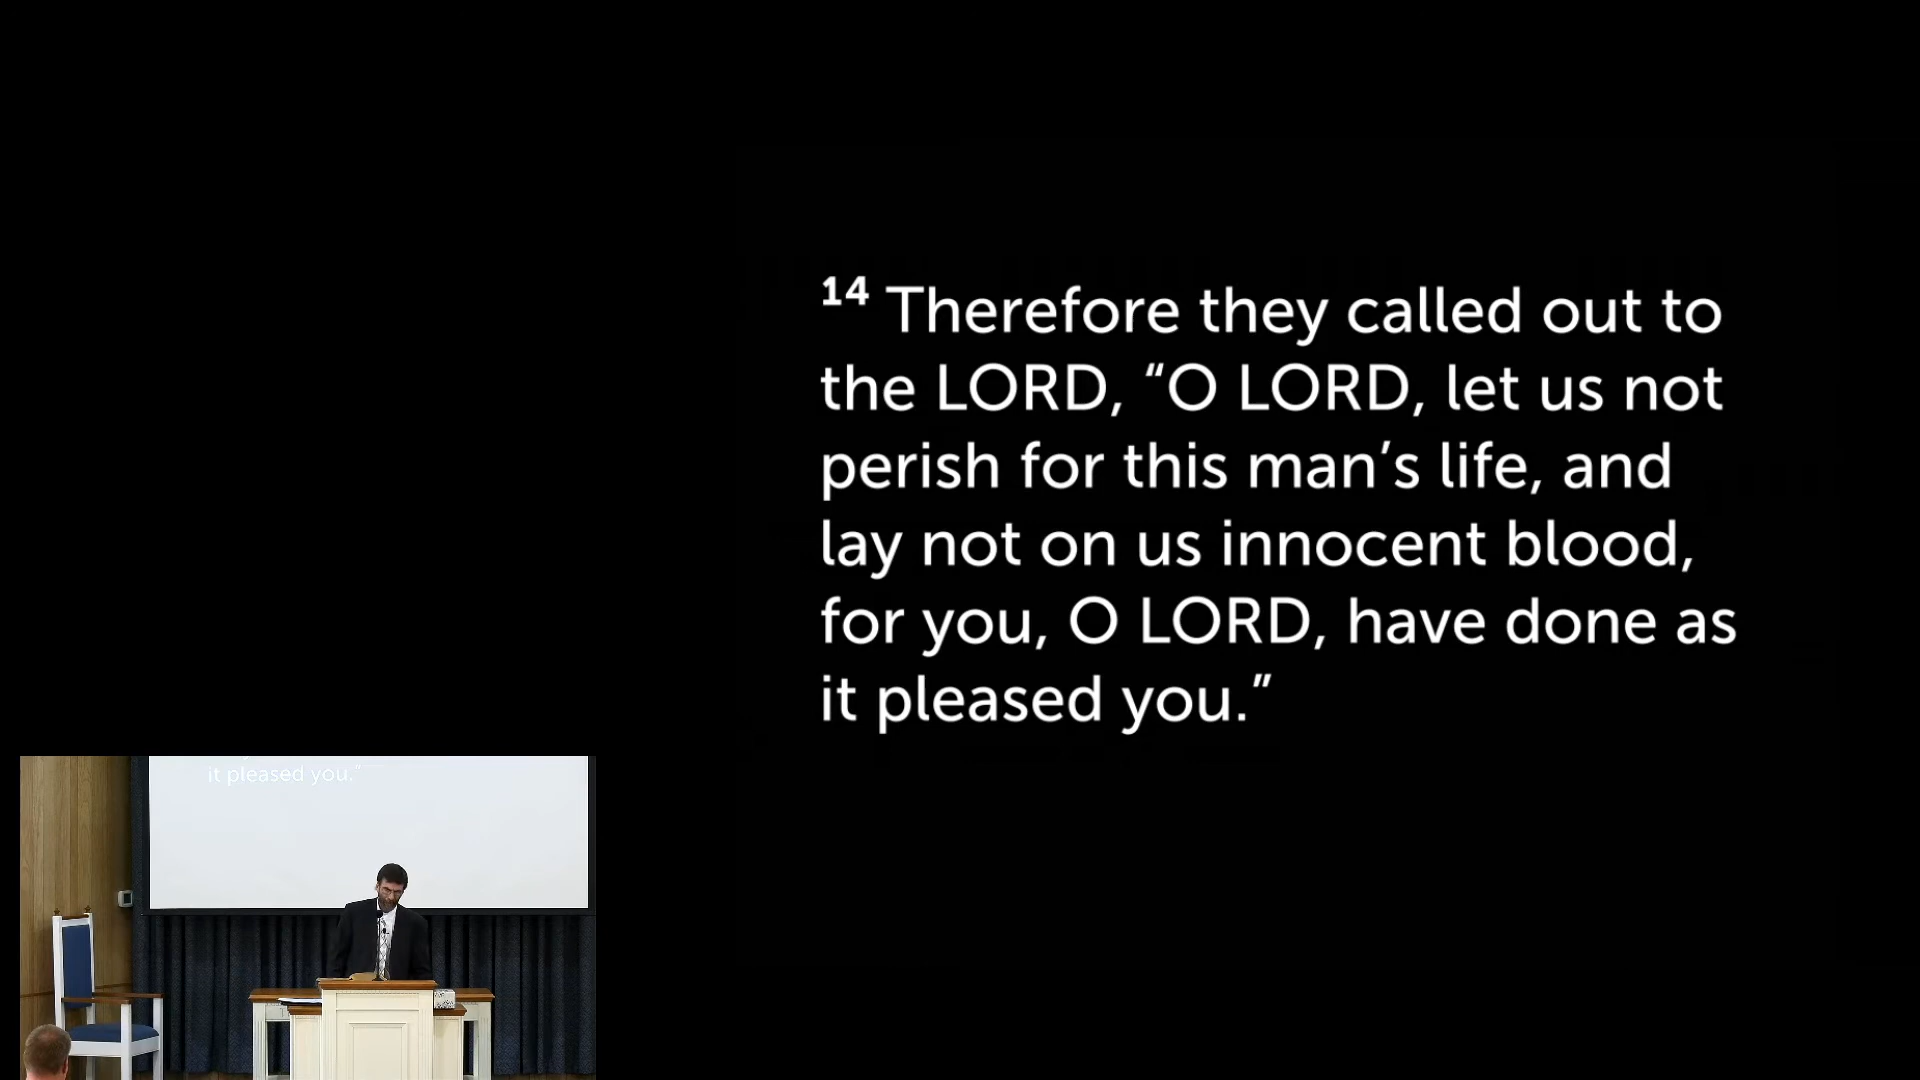 ¹⁴ Therefore they called out to
the LORD, “O LORD, let us not
perish for this man’s life, and
lay not on us innocent blood,
for you, O LORD, have done as
it pleased you.”
it pleased you.”